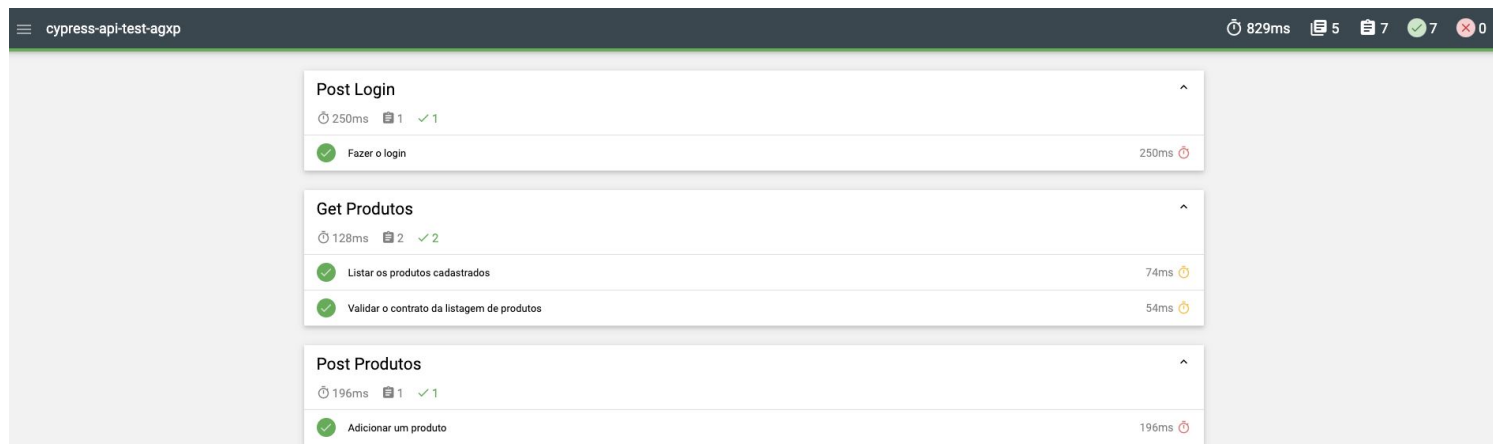 cypress-api-test-agxp 829ms 5 7 7 0
Post Login
250ms 1 1
Fazer o login 250ms
Get Produtos
128ms 2 2
Listar os produtos cadastrados 74ms
Validar o contrato da listagem de produtos 54ms
Post Produtos
196ms 1 1
Adicionar um produto 196ms